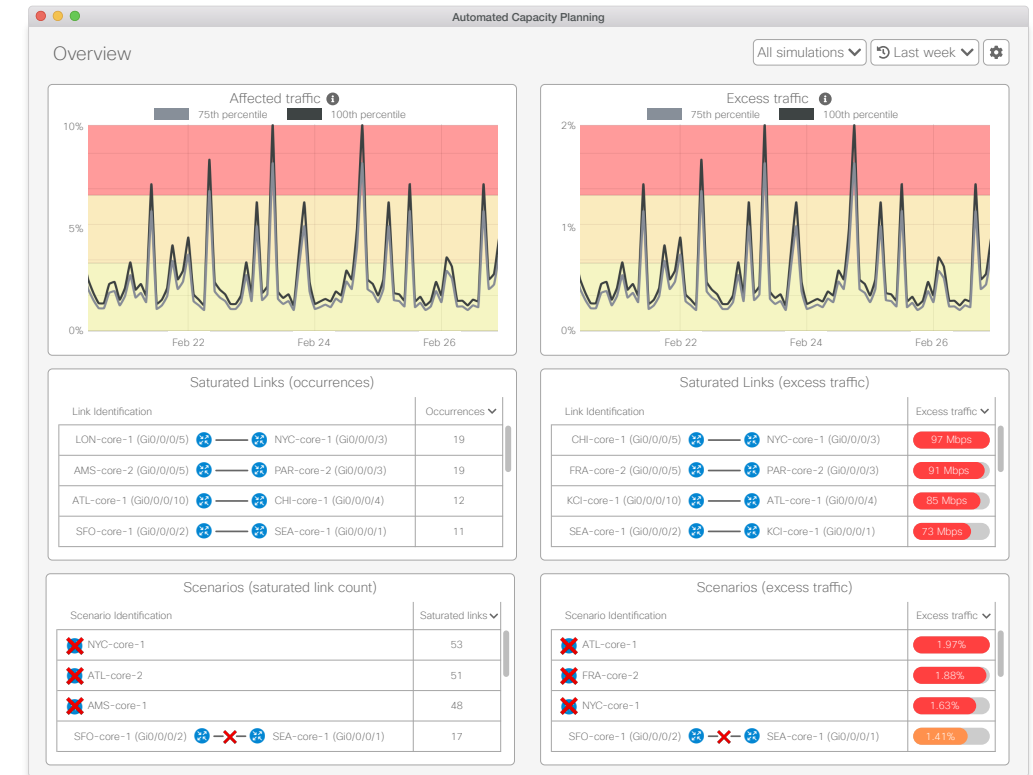 Automated Capacity Planning
Overview
All simulations
Last week
Affected traffic
75th percentile 100th percentile
10%
5%
0%
Feb 22 Feb 24 Feb 26
Excess traffic
75th percentile 100th percentile
2%
1%
0%
Feb 22 Feb 24 Feb 26
Saturated Links (occurrences)
Link Identification Occurrences
LON-core-1 (Gi0/0/0/5) NYC-core-1 (Gi0/0/0/3) 19
AMS-core-2 (Gi0/0/0/5) PAR-core-2 (Gi0/0/0/3) 19
ATL-core-1 (Gi0/0/0/10) CHI-core-1 (Gi0/0/0/4) 12
SFO-core-1 (Gi0/0/0/2) SEA-core-1 (Gi0/0/0/1) 11
Saturated Links (excess traffic)
Link Identification Excess traffic
CHI-core-1 (Gi0/0/0/5) NYC-core-1 (Gi0/0/0/3) 97 Mbps
FRA-core-2 (Gi0/0/0/5) PAR-core-2 (Gi0/0/0/3) 91 Mbps
KCI-core-1 (Gi0/0/0/10) ATL-core-1 (Gi0/0/0/4) 85 Mbps
SEA-core-1 (Gi0/0/0/2) KCI-core-1 (Gi0/0/0/1) 73 Mbps
Scenarios (saturated link count)
Scenario Identification Saturated links
NYC-core-1 53
ATL-core-2 51
AMS-core-1 48
SFO-core-1 (Gi0/0/0/2) SEA-core-1 (Gi0/0/0/1) 17
Scenarios (excess traffic)
Scenario Identification Excess traffic
ATL-core-1 1.97%
FRA-core-2 1.88%
NYC-core-1 1.63%
SFO-core-1 (Gi0/0/0/2) SEA-core-1 (Gi0/0/0/1) 1.41%